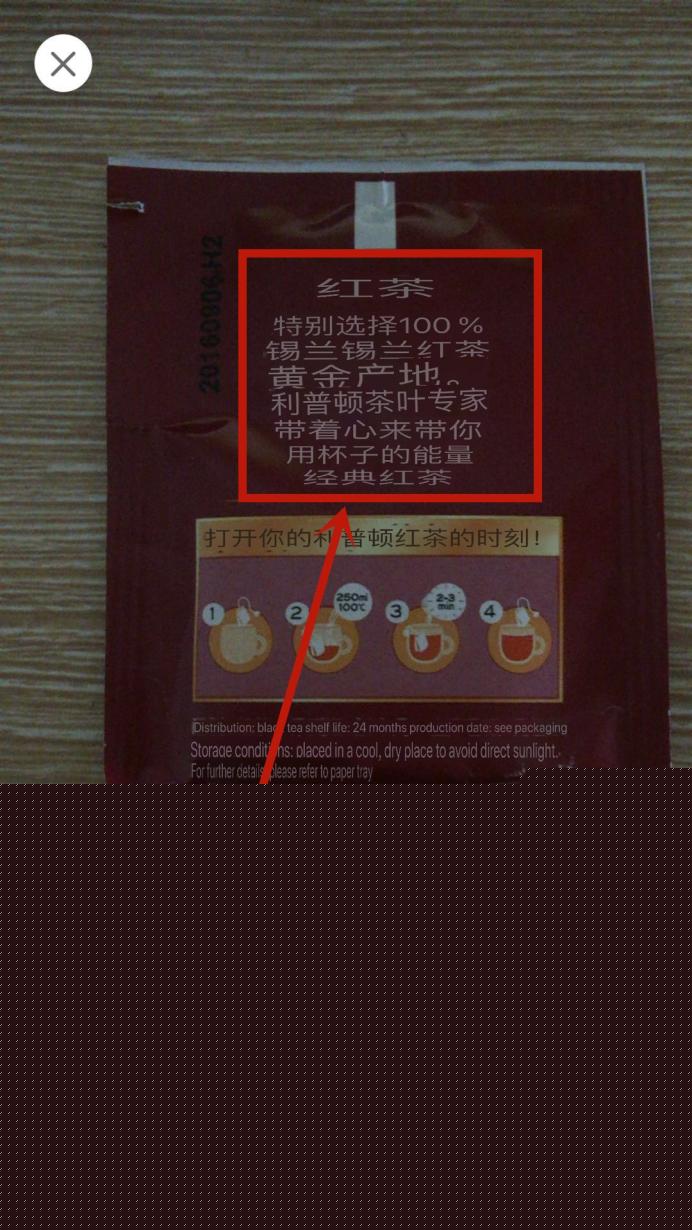 20160906.H2
红茶
特别选择100 %
锡兰锡兰红茶
黄金产地。
利普顿茶叶专家
带着心来带你
用杯子的能量
经典红茶
打开你的利普顿红茶的时刻!
1
2
250ml
100℃
3
2-3
min
4
Distribution: black tea shelf life: 24 months production date: see packaging
Storage conditions: placed in a cool, dry place to avoid direct sunlight.
For further details please refer to paper tray